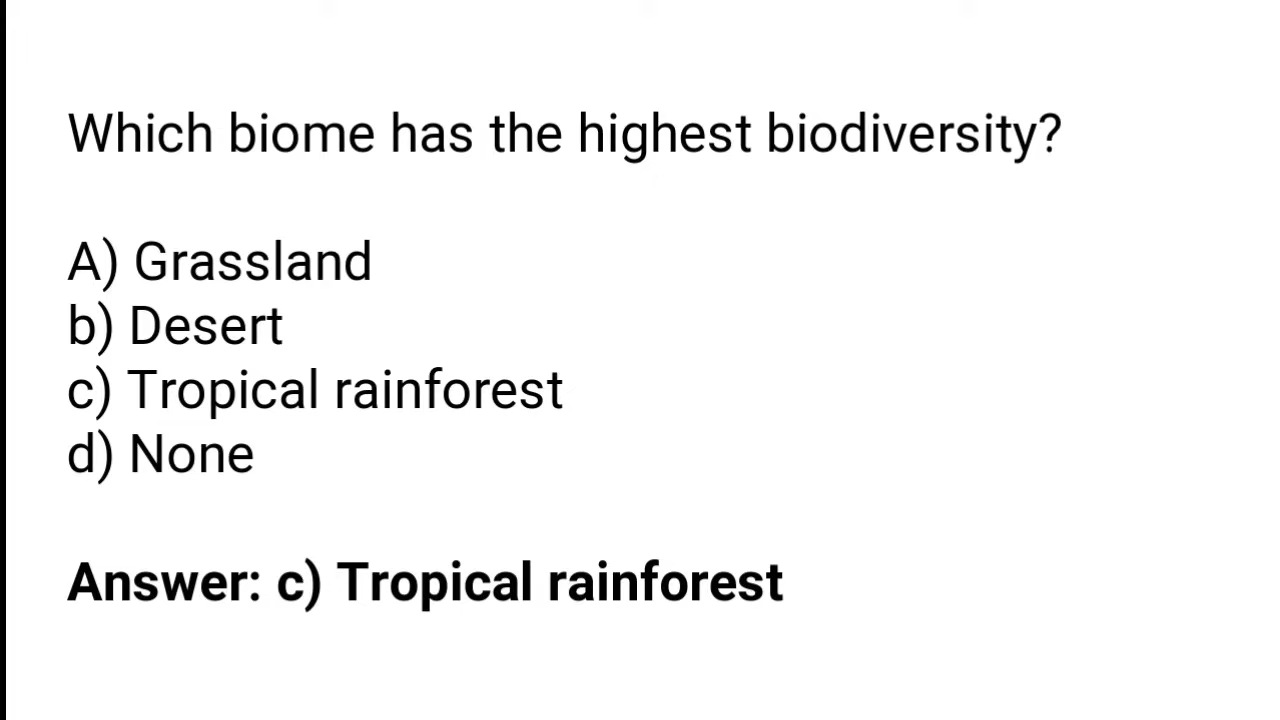 Which biome has the highest biodiversity?
A) Grassland
b) Desert
c) Tropical rainforest
d) None
Answer: c) Tropical rainforest